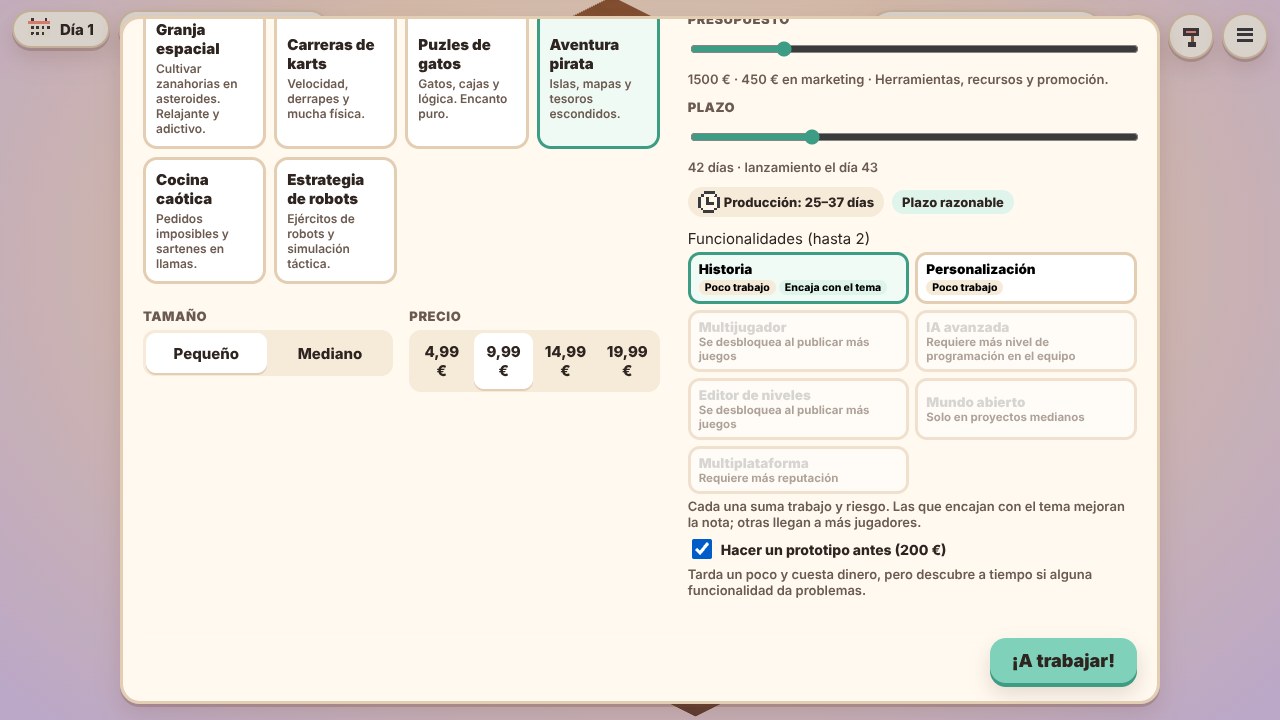 Día 1
Granja
espacial
Cultivar
zanahorias en
asteroides.
Relajante y
adictivo.
Carreras de
karts
Velocidad,
derrapes y
mucha física.
Puzles de
gatos
Gatos, cajas y
lógica. Encanto
puro.
Aventura
pirata
Islas, mapas y
tesoros
escondidos.
Cocina
caótica
Pedidos
imposibles y
sartenes en
llamas.
Estrategia
de robots
Ejércitos de
robots y
simulación
táctica.
TAMAÑO
Pequeño
Mediano
PRECIO
4,99
€
9,99
€
14,99
€
19,99
€
PRESUPUESTO
1500 € · 450 € en marketing · Herramientas, recursos y promoción.
PLAZO
42 días · lanzamiento el día 43
Producción: 25–37 días
Plazo razonable
Funcionalidades (hasta 2)
Historia
Poco trabajo
Encaja con el tema
Personalización
Poco trabajo
Multijugador
Se desbloquea al publicar más
juegos
IA avanzada
Requiere más nivel de
programación en el equipo
Editor de niveles
Se desbloquea al publicar más
juegos
Mundo abierto
Solo en proyectos medianos
Multiplataforma
Requiere más reputación
Cada una suma trabajo y riesgo. Las que encajan con el tema mejoran
la nota; otras llegan a más jugadores.
Hacer un prototipo antes (200 €)
Tarda un poco y cuesta dinero, pero descubre a tiempo si alguna
funcionalidad da problemas.
¡A trabajar!